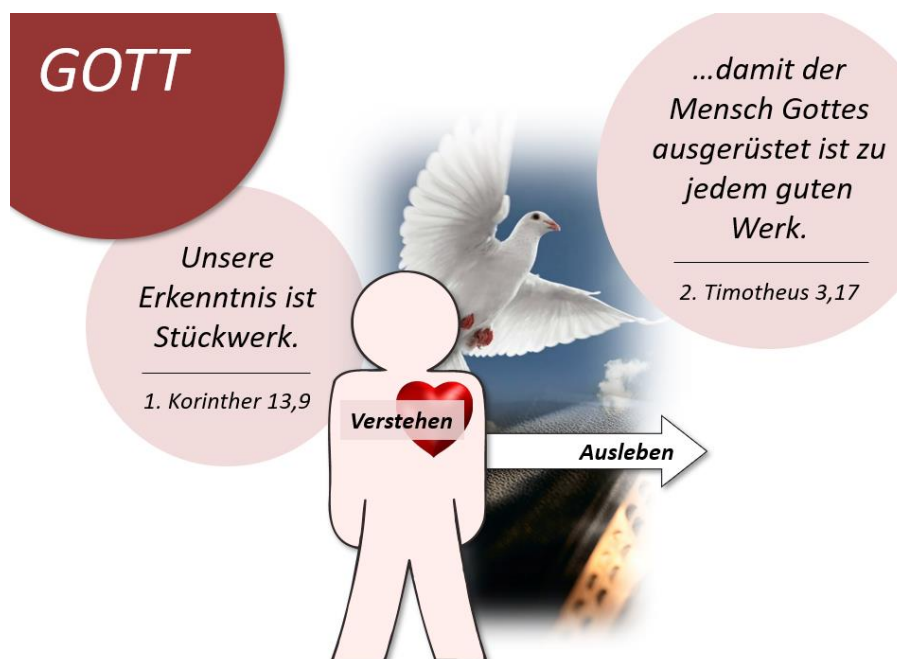 GOTT
Unsere
Erkenntnis ist
Stückwerk.
1. Korinther 13,9
...damit der
Mensch Gottes
ausgerüstet ist zu
jedem guten
Werk.
2. Timotheus 3,17
Verstehen
Ausleben